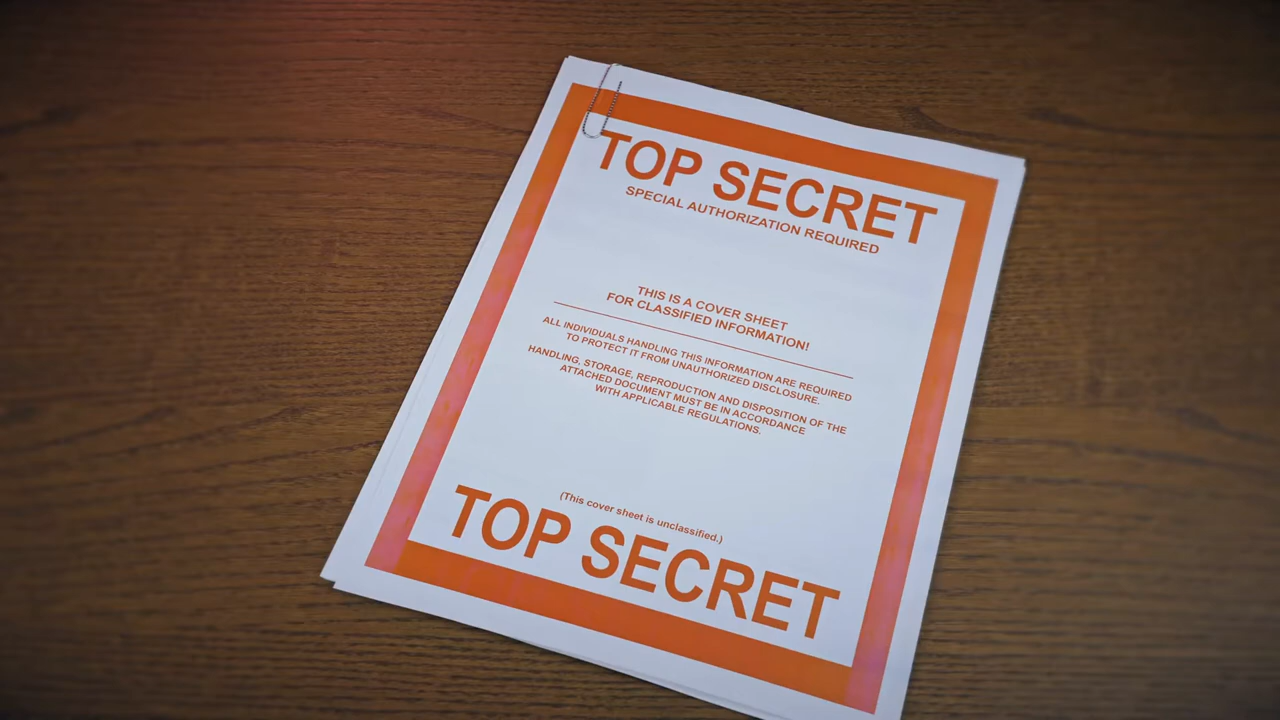 TOP SECRET
SPECIAL AUTHORIZATION REQUIRED
THIS IS A COVER SHEET
FOR CLASSIFIED INFORMATION!
ALL INDIVIDUALS HANDLING THIS INFORMATION ARE REQUIRED
TO PROTECT IT FROM UNAUTHORIZED DISCLOSURE.
HANDLING, STORAGE, REPRODUCTION AND DISPOSITION OF THE
ATTACHED DOCUMENT MUST BE IN ACCORDANCE
WITH APPLICABLE REGULATIONS.
(This cover sheet is unclassified.)
TOP SECRET